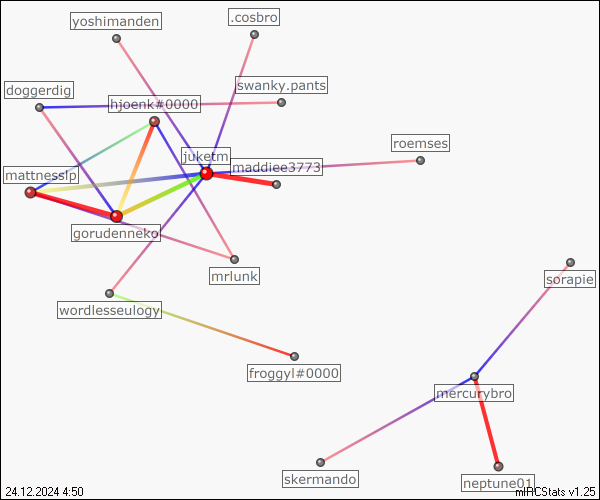 yoshimanden
.cosbro
doggerdig
swanky.pants
hjoenk#0000
roemses
juketm
maddiee3773
mattnesslp
gorudenneko
mrlunk
sorapie
wordlesseulogy
froggyl#0000
mercurybro
skermando
neptune01
24.12.2024 4:50
mIRCStats v1.25